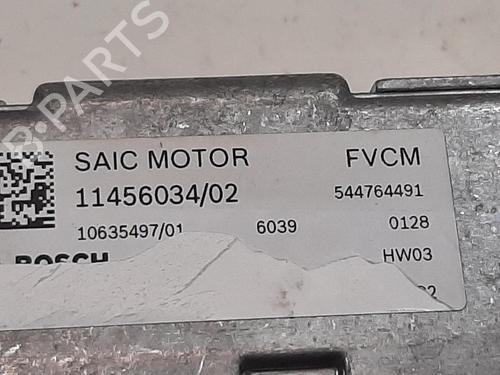 SAIC MOTOR FVCM
11456034/02 544764491
10635497/01 6039 0128
BOSCH HW03
B-PARTS